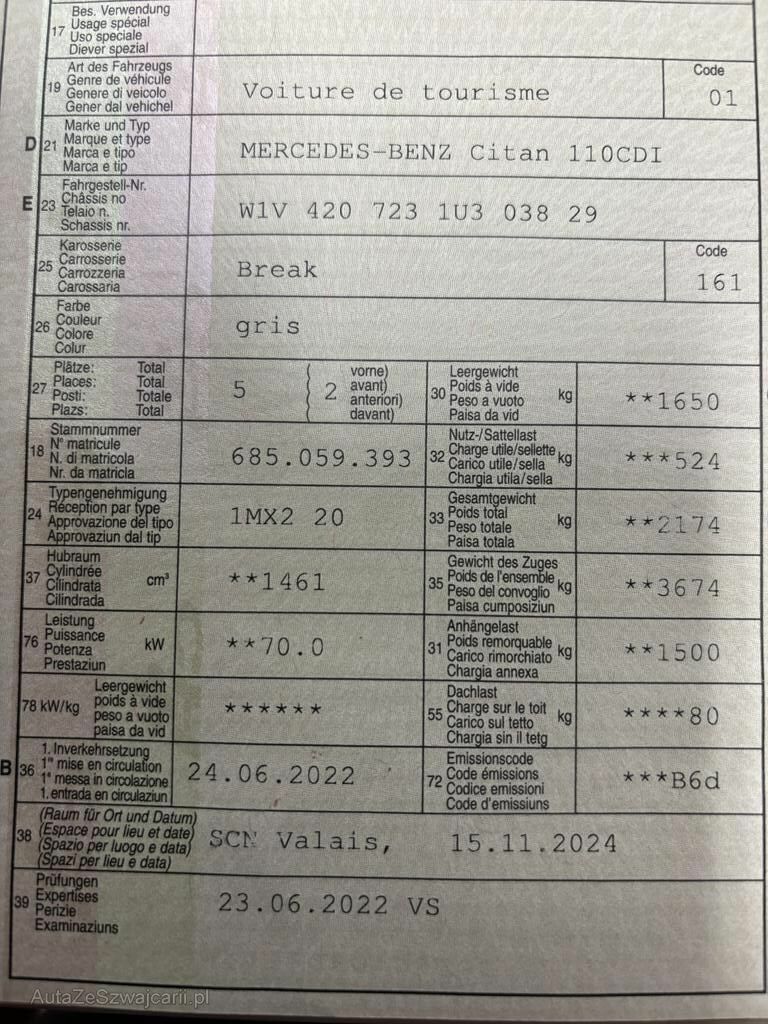 17 Bes. Verwendung
Usage spécial
Uso speciale
Diever spezial
19 Art des Fahrzeugs
Genre de véhicule
Genere di veicolo
Gener dal vehichel
Voiture de tourisme
Code
01
D 21 Marke und Typ
Marque et type
Marca e tipo
Marca e tip
MERCEDES-BENZ Citan 110CDI
E 23 Fahrgestell-Nr.
Châssis no
Telaio n.
Schassis nr.
W1V 420 723 1U3 038 29
25 Karosserie
Carrosserie
Carrozzeria
Carossaria
Break
Code
161
26 Farbe
Couleur
Colore
Colur
gris
27 Plätze: Total
Places: Total
Posti: Totale
Plazs: Total
5 ( 2 vorne)
avant)
anteriori)
davant)
30 Leergewicht
Poids à vide
Peso a vuoto
Paisa da vid
kg
**1650
18 Stammnummer
N° matricule
N. di matricola
Nr. da matricla
685.059.393
32 Nutz-/Sattellast
Charge utile/sellette
Carico utile/sella
Chargia utila/sella
kg
***524
24 Typengenehmigung
Réception par type
Approvazione del tipo
Approvaziun dal tip
1MX2 20
33 Gesamtgewicht
Poids total
Peso totale
Paisa totala
kg
**2174
37 Hubraum
Cylindrée
Cilindrata
Cilindrada
cm³
**1461
35 Gewicht des Zuges
Poids de l'ensemble
Peso del convoglio
Paisa cumposiziun
kg
**3674
76 Leistung
Puissance
Potenza
Prestaziun
kW
**70.0
31 Anhängelast
Poids remorquable
Carico rimorchiato
Chargia annexa
kg
**1500
78 kW/kg Leergewicht
poids à vide
peso a vuoto
paisa da vid
******
55 Dachlast
Charge sur le toit
Carico sul tetto
Chargia sin il tetg
kg
****80
B 36 1. Inverkehrsetzung
1re mise en circulation
1a messa in circolazione
1. entrada en circulaziun
24.06.2022
72 Emissionscode
Code émissions
Codice emissioni
Code d'emissiuns
***B6d
38 (Raum für Ort und Datum)
(Espace pour lieu et date)
(Spazio per luogo e data)
(Spazi per lieu e data)
SCN Valais, 15.11.2024
39 Prüfungen
Expertises
Perizie
Examinaziuns
23.06.2022 VS
AutaZeSzwajcarii.pl